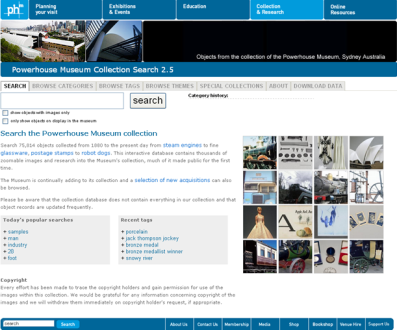 ph
Planning your visit
Exhibitions & Events
Education
Collection & Research
Online Resources
Objects from the collection of the Powerhouse Museum, Sydney Australia
Powerhouse Museum Collection Search 2.5
SEARCH BROWSE CATEGORIES BROWSE TAGS BROWSE THEMES SPECIAL COLLECTIONS ABOUT DOWNLOAD DATA
search
Category history:
show objects with images only
only show objects on display in the museum
Search the Powerhouse Museum collection
Search 75,014 objects collected from 1880 to the present day from steam engines to fine
glassware, postage stamps to robot dogs. This interactive database contains thousands of
zoomable images and research into the Museum's collection, much of it made public for the
first time.
The Museum is continually adding to its collection and a selection of new acquisitions can also
be browsed.
Please be aware that the collection database does not contain everything in our collection and that
object records are updated frequently.
Today's popular searches
+ samples
+ man
+ industry
+ 2B
+ foot
Recent tags
+ porcelain
+ jack thompson jockey
+ bronze medal
+ bronze medallist winner
+ snowy river
Copyright
Every effort has been made to trace the copyright holders and gain permission for use of the
images within this collection. We would be grateful for any information concerning copyright of the
images and we will withdraw them immediately on copyright holder's request, if appropriate.
search
Search
About Us
Contact Us
Membership
Media
Shop
Bookshop
Venue Hire
Support Us